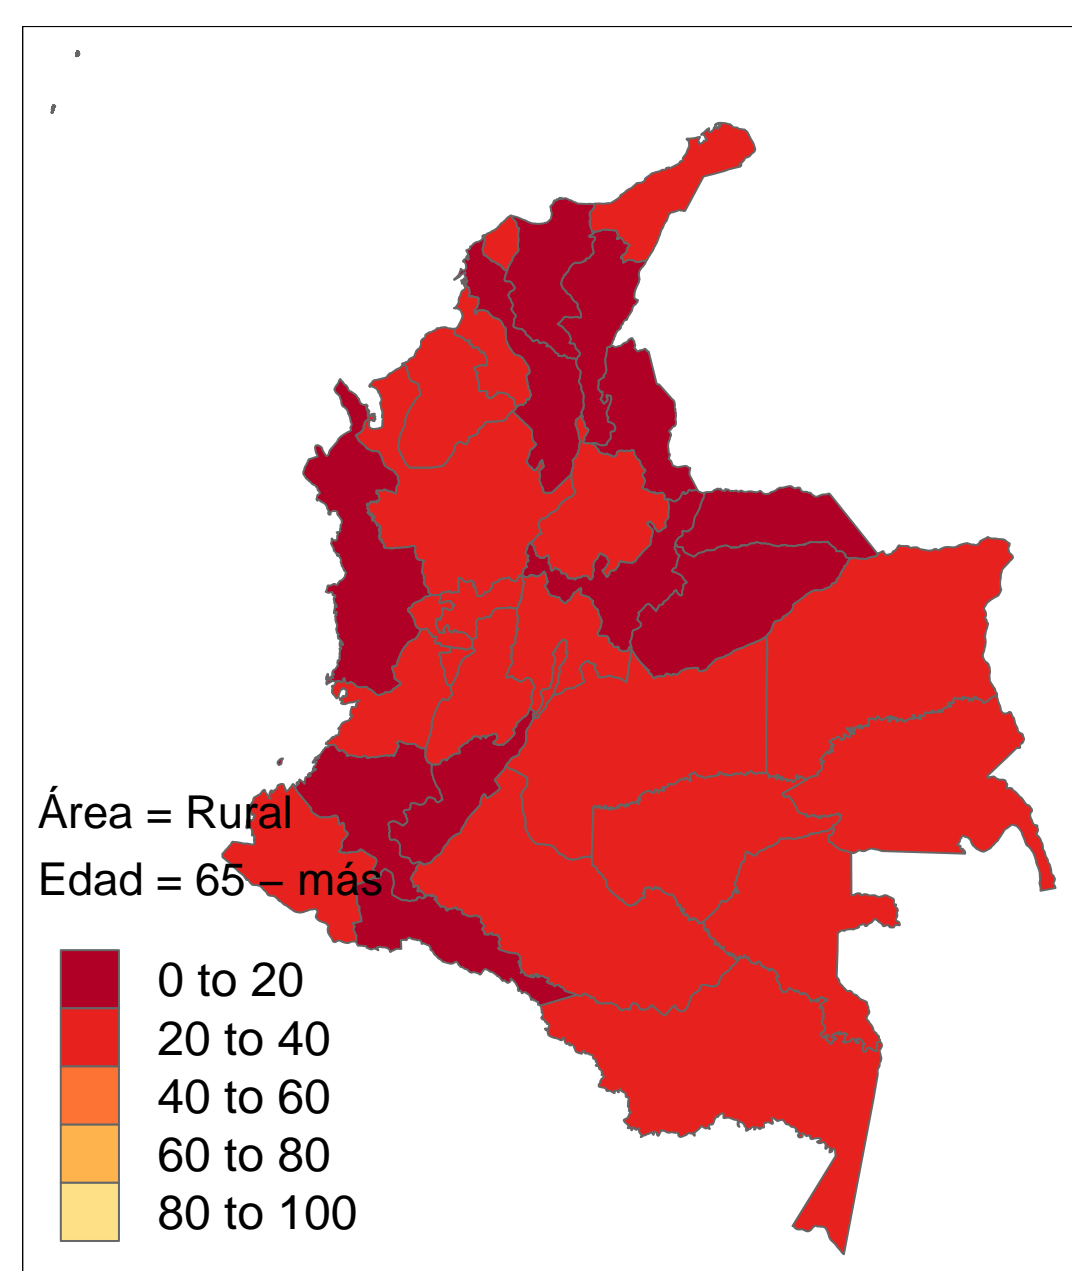 Área = Rural
Edad = 65 – más
0 to 20
20 to 40
40 to 60
60 to 80
80 to 100